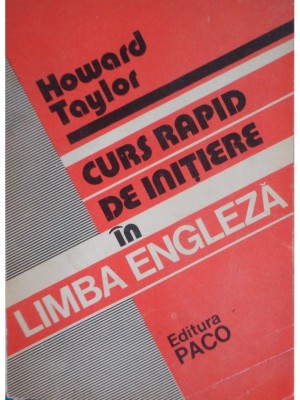 Howard
Taylor
CURS RAPID
DE INIȚIERE
în
LIMBA ENGLEZĂ
Editura
PACO